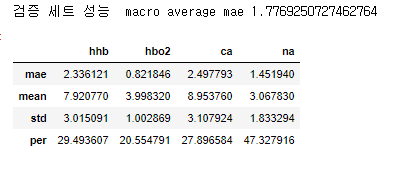 검증 세트 성능 macro average mae 1.7769250727462764
hhb hbo2 ca na
mae 2.336121 0.821846 2.497793 1.451940
mean 7.920770 3.998320 8.953760 3.067830
std 3.015091 1.002869 3.107924 1.833294
per 29.493607 20.554791 27.896584 47.327916